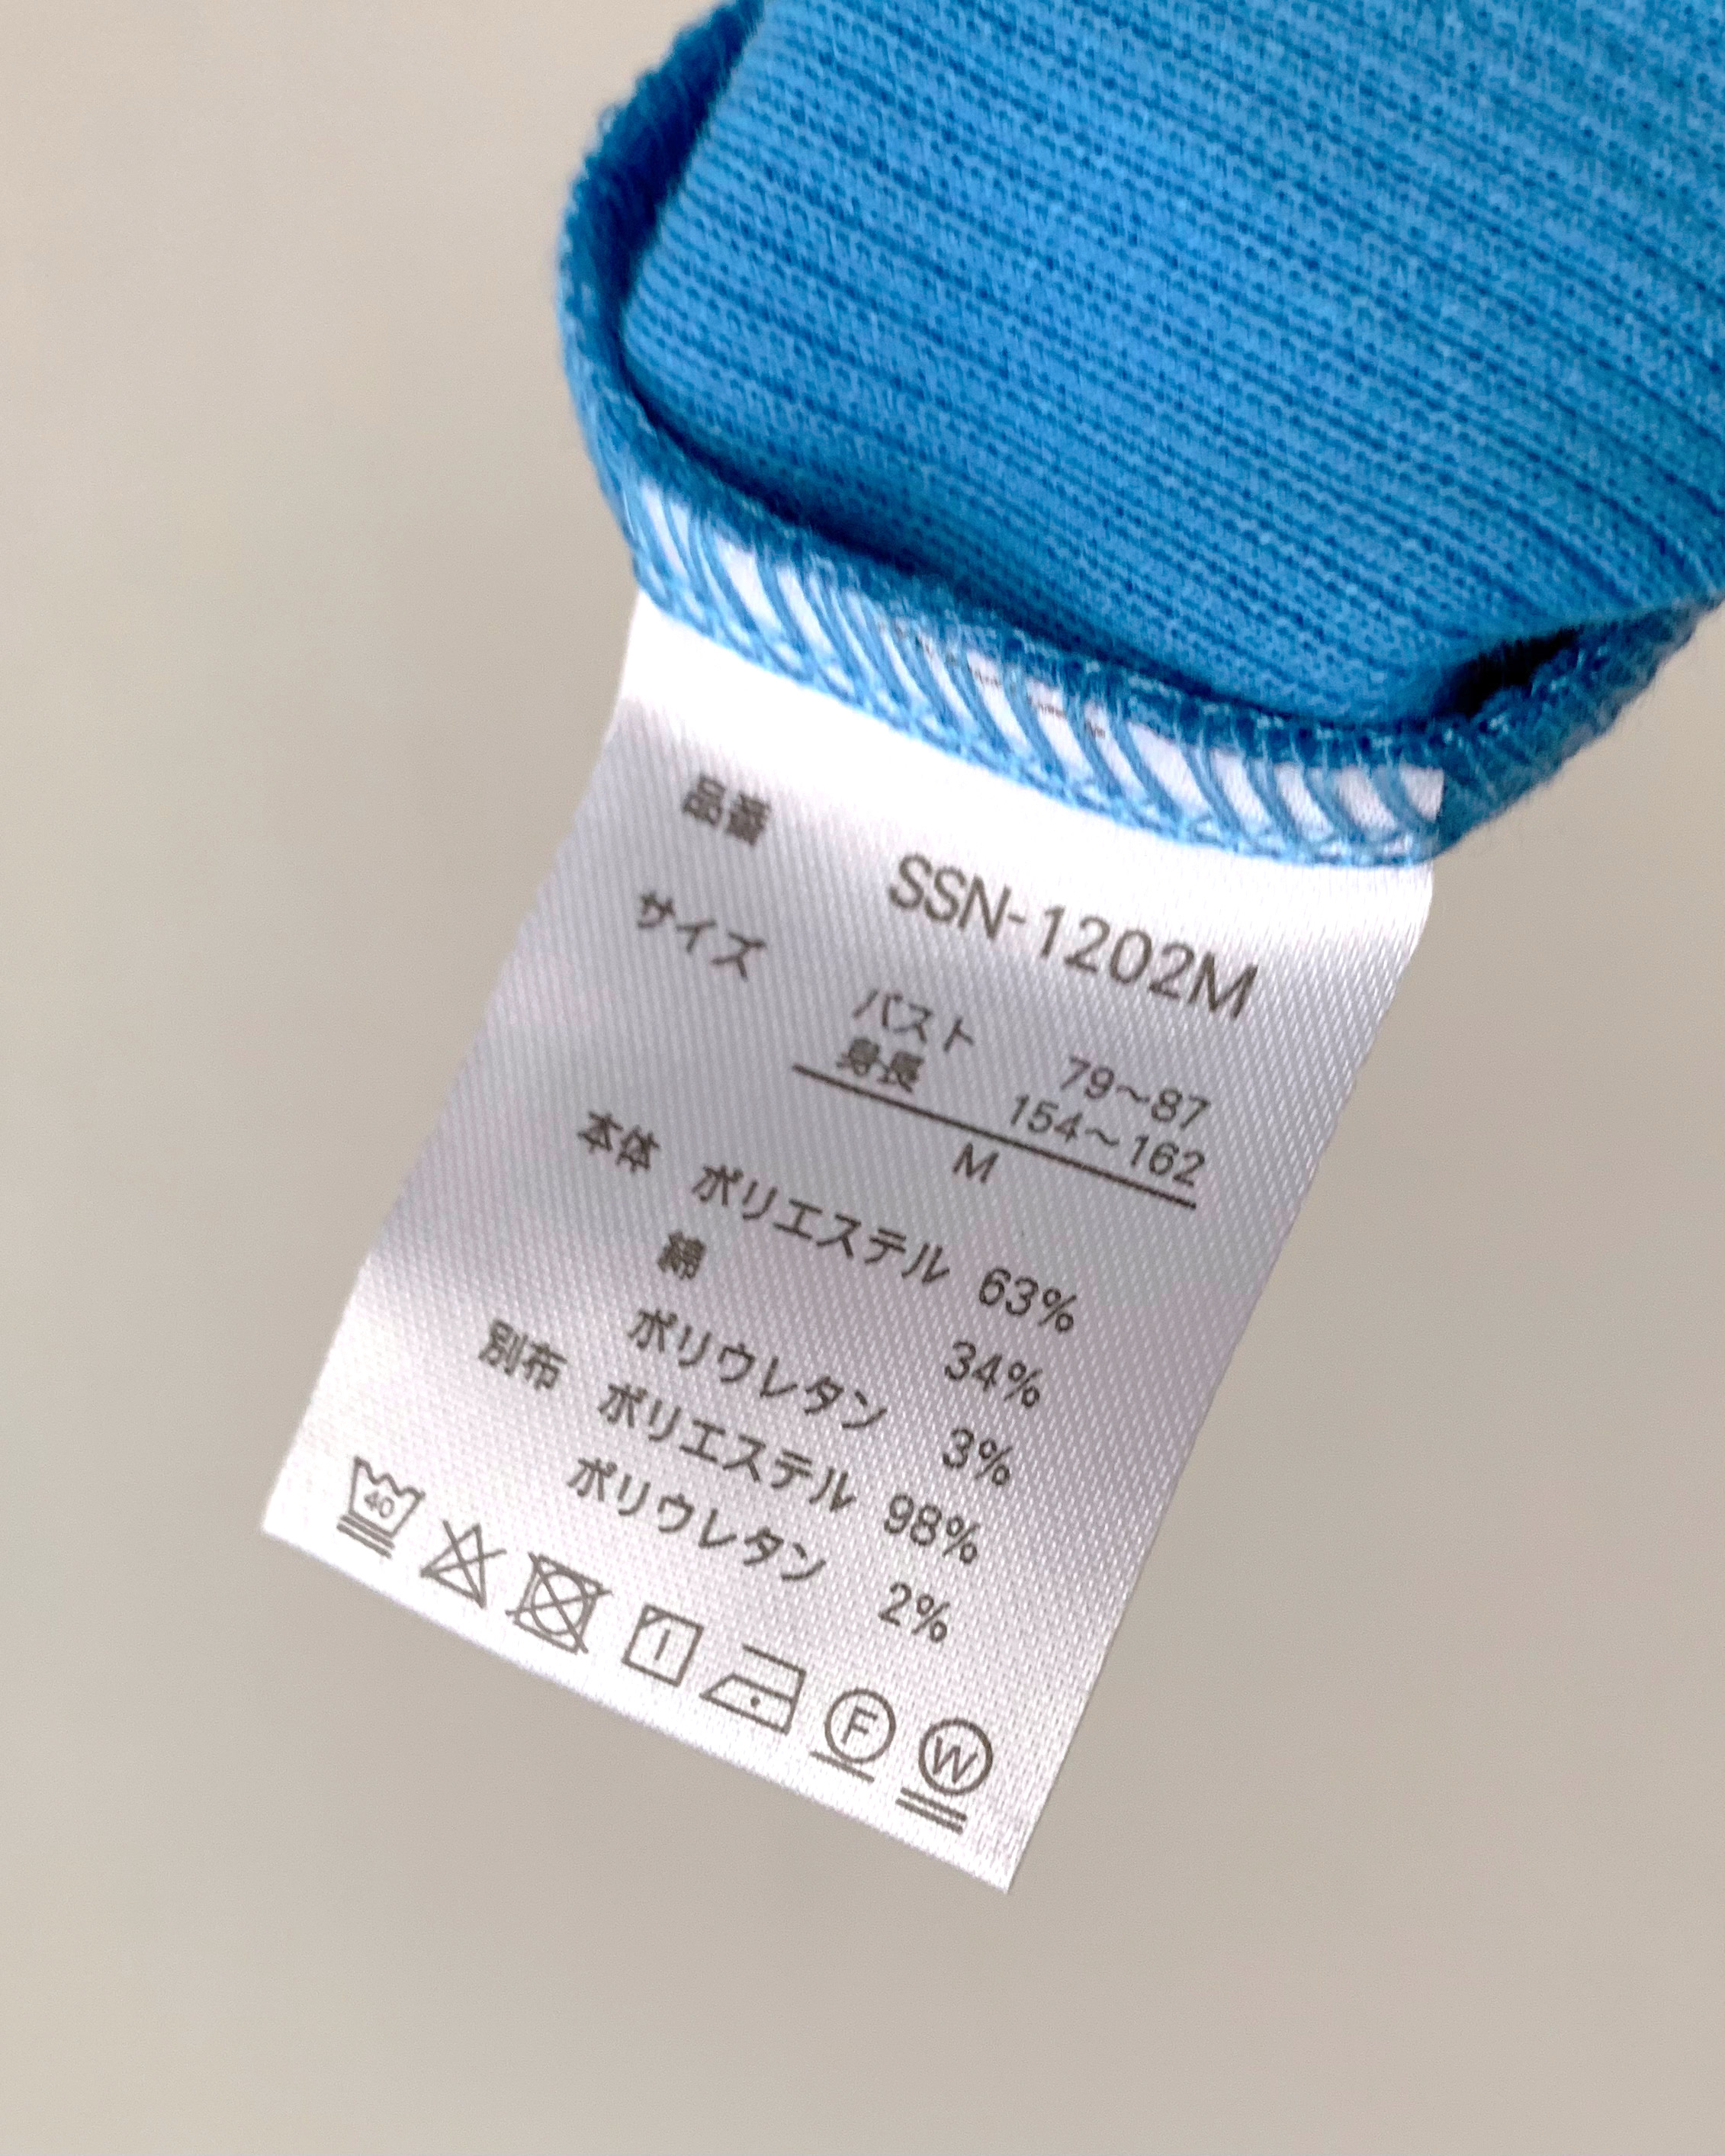 品番 SSN-1202M
サイズ バスト 79～87
身長 154～162
M
本体 ポリエステル 63%
綿 34%
ポリウレタン 3%
別布 ポリエステル 98%
ポリウレタン 2%
40 F W